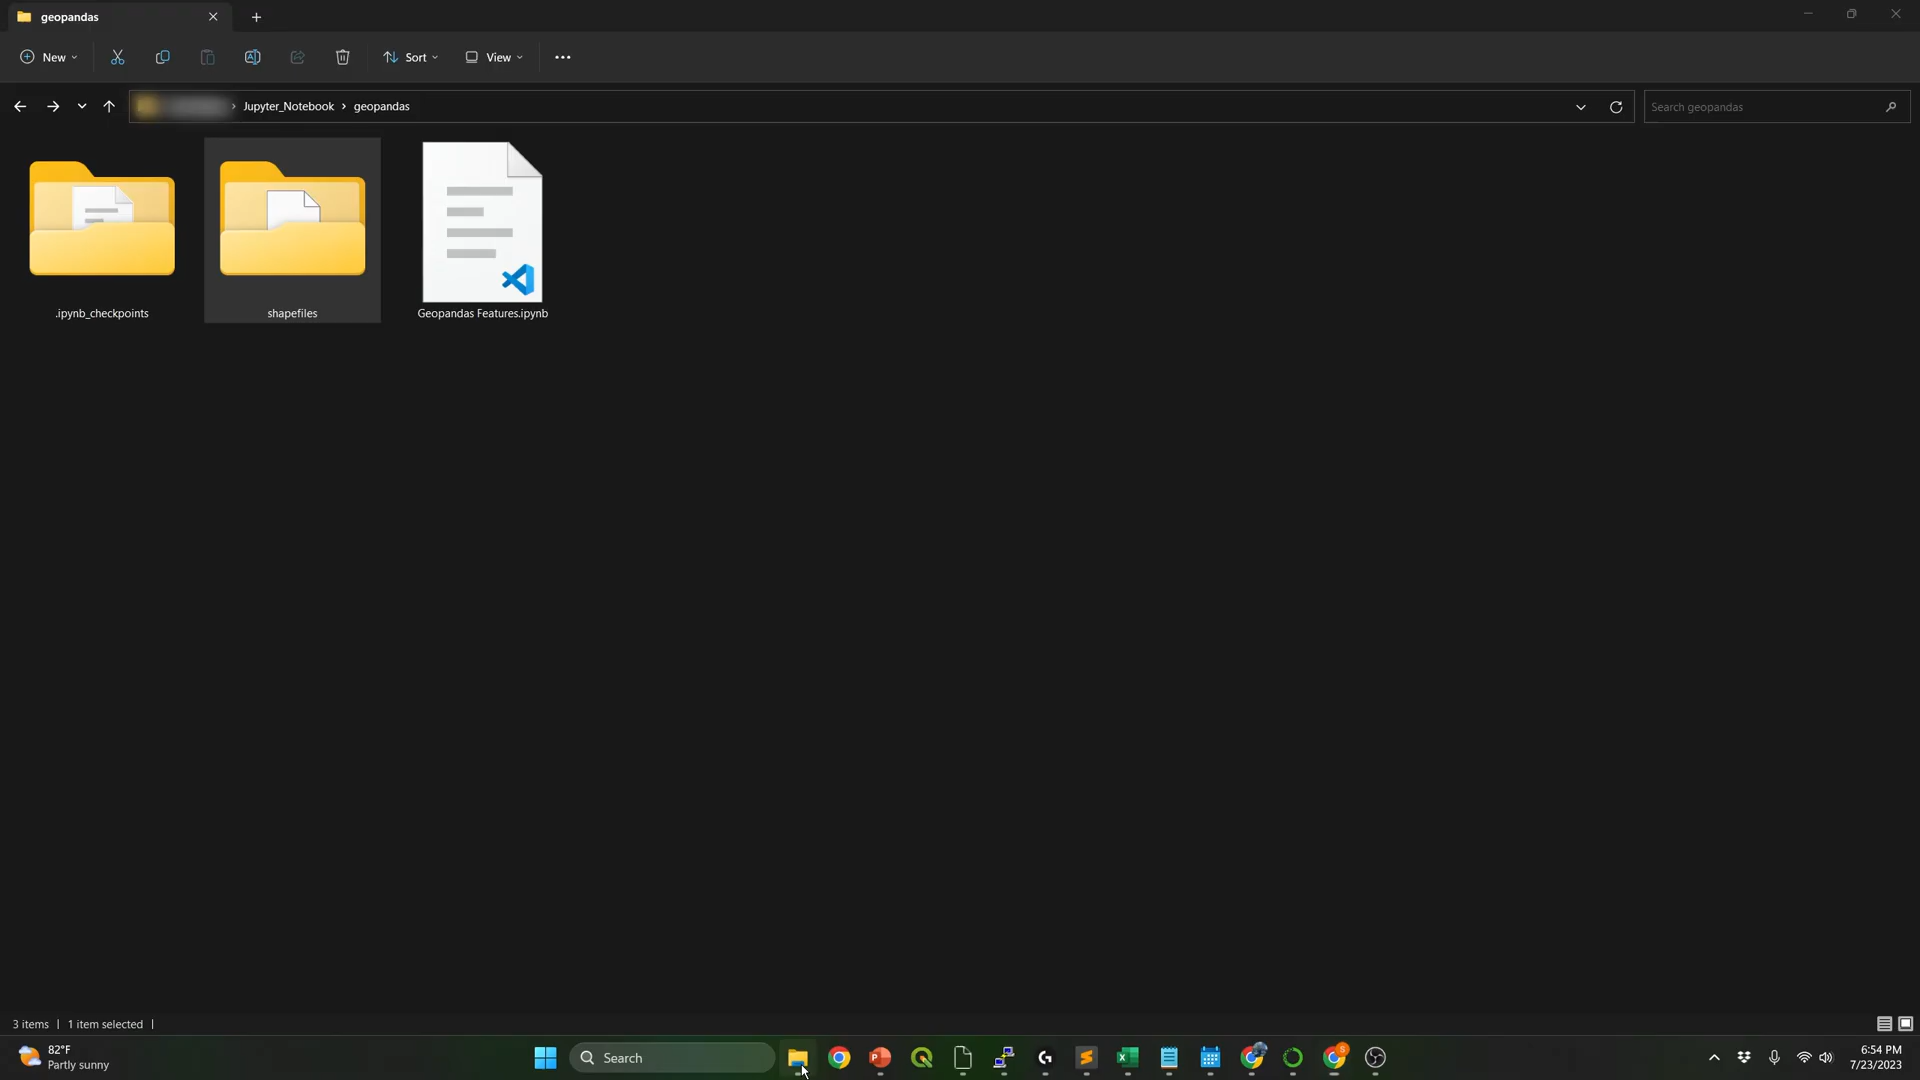 geopandas
New
Sort
View
Jupyter_Notebook > geopandas
Search geopandas
.ipynb_checkpoints
shapefiles
Geopandas Features.ipynb
3 items | 1 item selected |
82°F
Partly sunny
Search
6:54 PM
7/23/2023